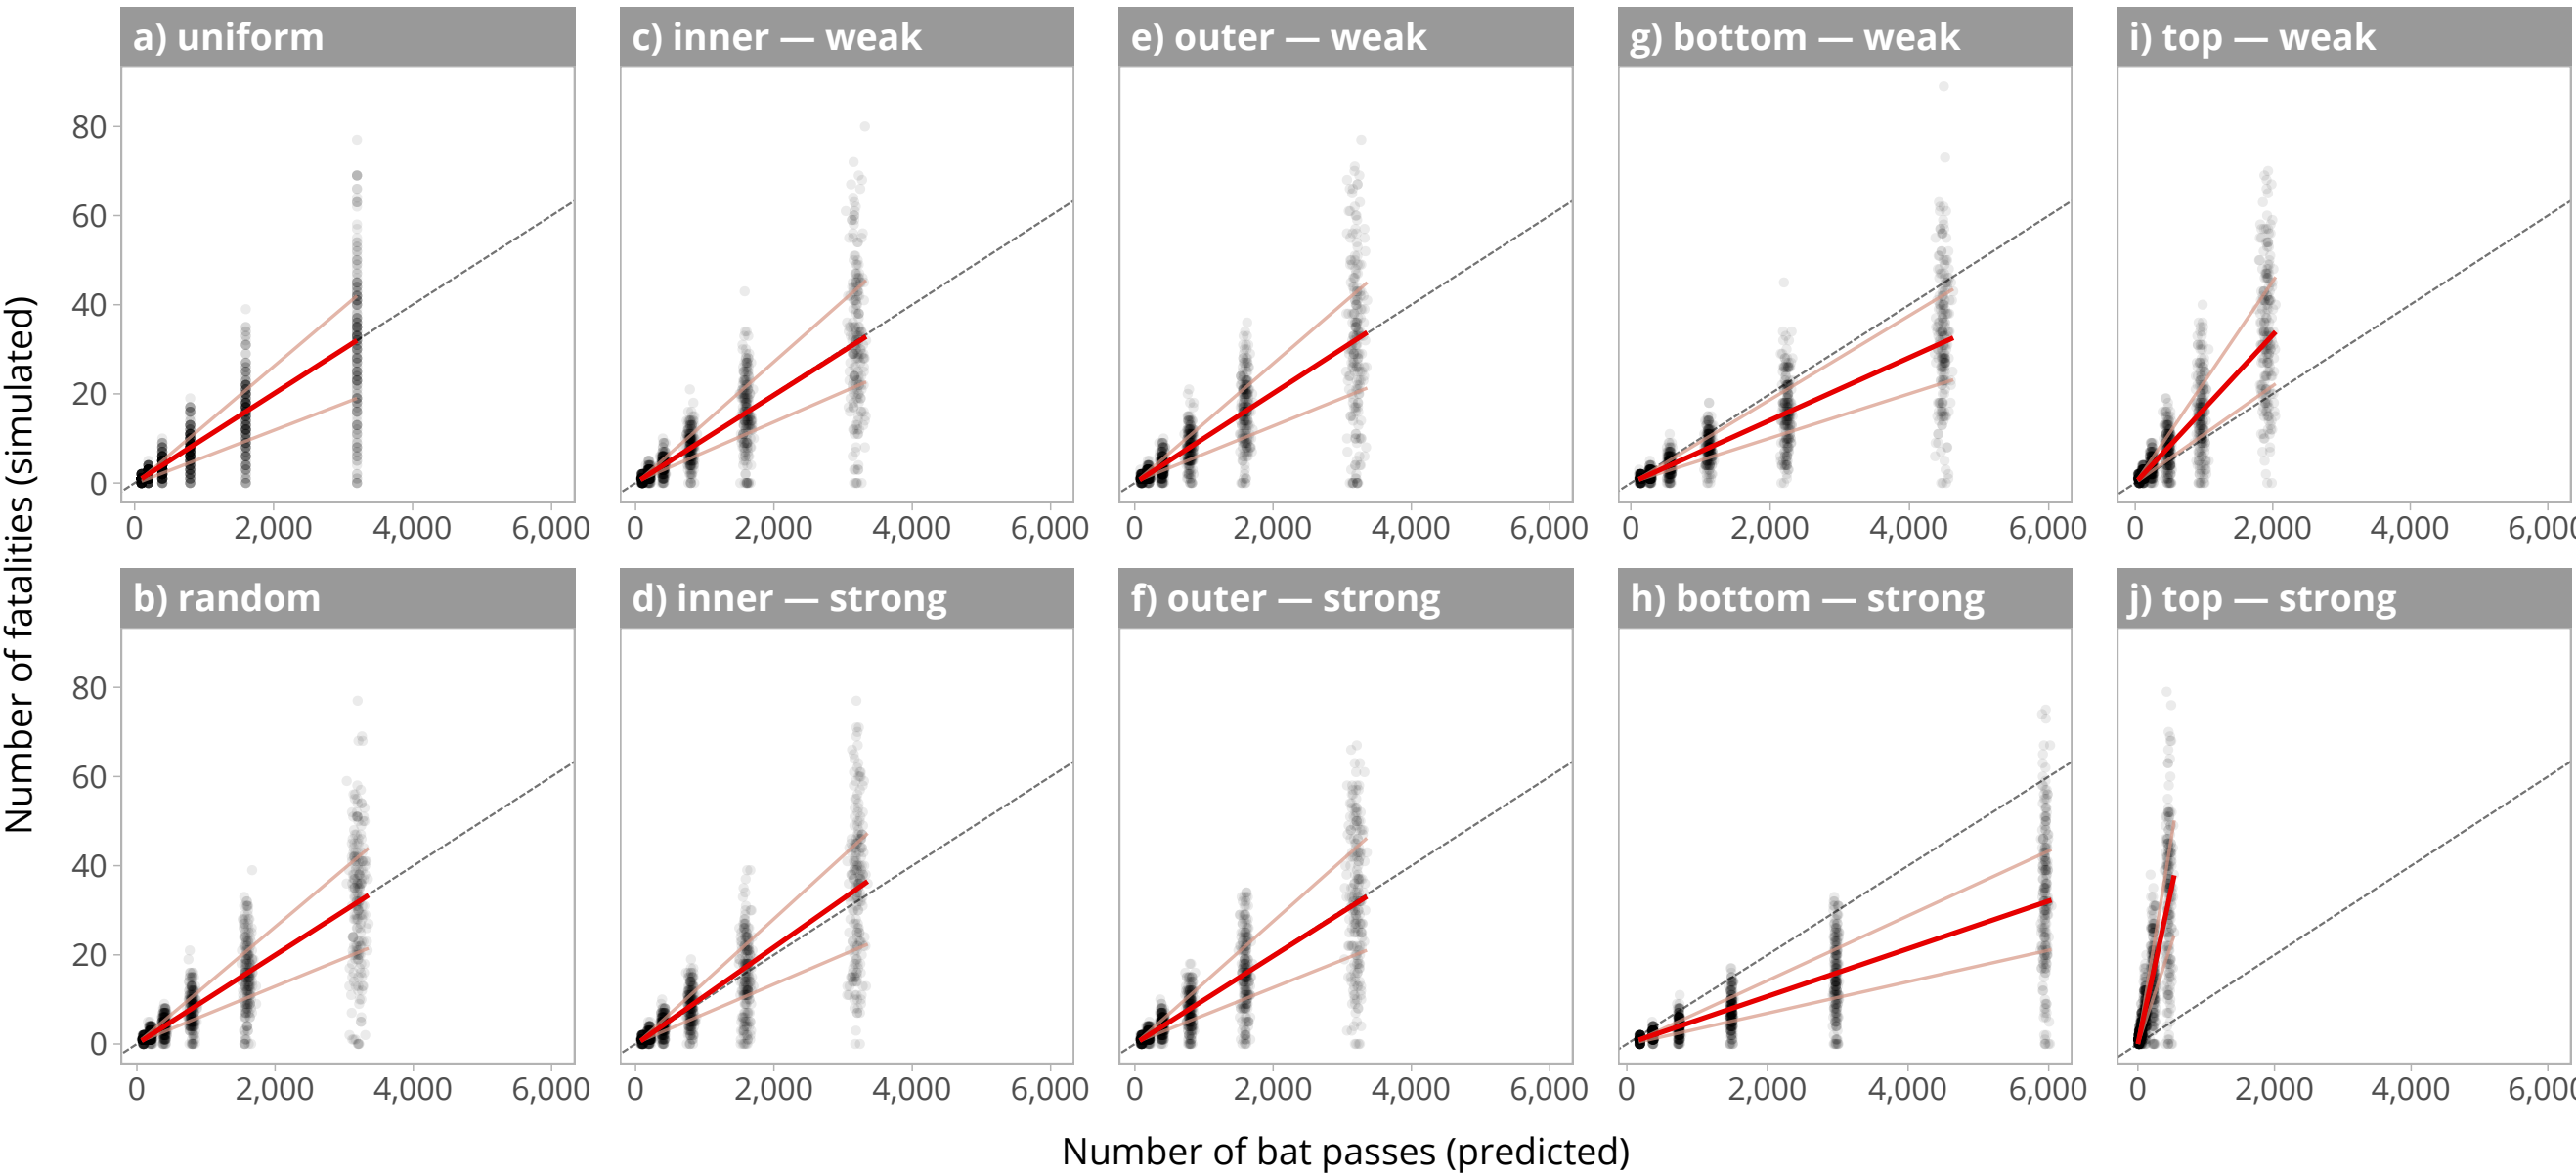 a) uniform
c) inner — weak
e) outer — weak
g) bottom — weak
i) top — weak
80
60
40
20
0
0 2,000 4,000 6,000
0 2,000 4,000 6,000
0 2,000 4,000 6,000
0 2,000 4,000 6,000
0 2,000 4,000 6,00
b) random
d) inner — strong
f) outer — strong
h) bottom — strong
j) top — strong
80
60
40
20
0
0 2,000 4,000 6,000
0 2,000 4,000 6,000
0 2,000 4,000 6,000
0 2,000 4,000 6,000
0 2,000 4,000 6,00
Number of fatalities (simulated)
Number of bat passes (predicted)